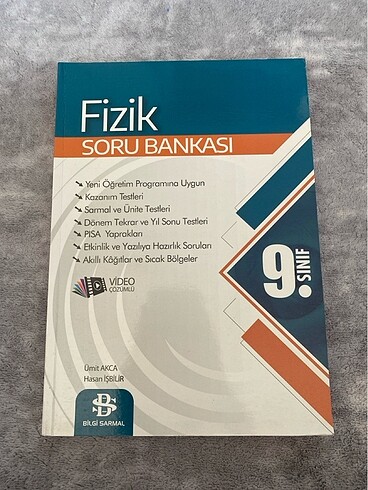 Fizik
SORU BANKASI
Yeni Öğretim Programına Uygun
Kazanım Testleri
Sarmal ve Ünite Testleri
Dönem Tekrar ve Yıl Sonu Testleri
PISA Yaprakları
Etkinlik ve Yazılıya Hazırlık Soruları
Akıllı Kâğıtlar ve Sıcak Bölgeler
VİDEO
ÇÖZÜMLÜ
9. SINIF
Ümit AKCA
Hasan İŞBİLİR
BİLGİ SARMAL